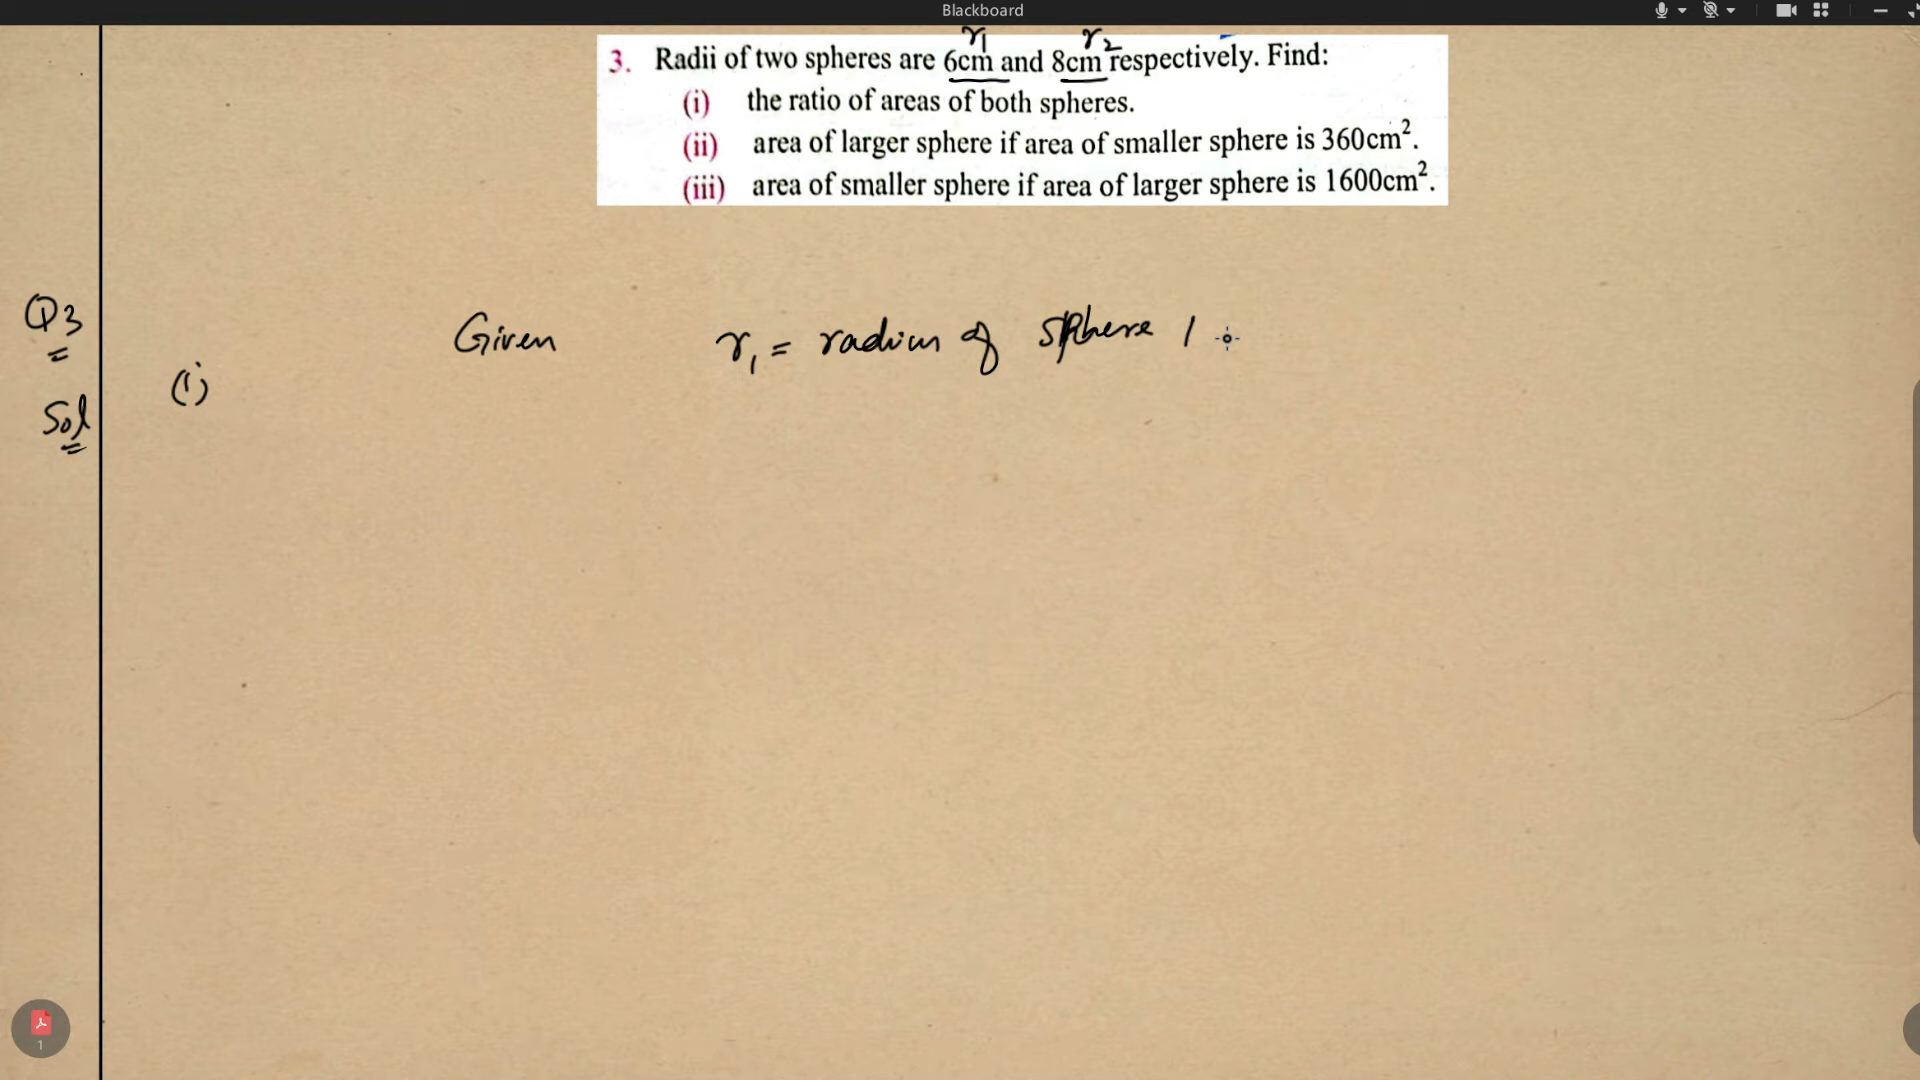 Blackboard
r1 r2
3. Radii of two spheres are 6cm and 8cm respectively. Find:
(i) the ratio of areas of both spheres.
(ii) area of larger sphere if area of smaller sphere is 360cm².
(iii) area of smaller sphere if area of larger sphere is 1600cm².
Q3
Given r₁ = radius of Sphere 1
(i)
Sol
1